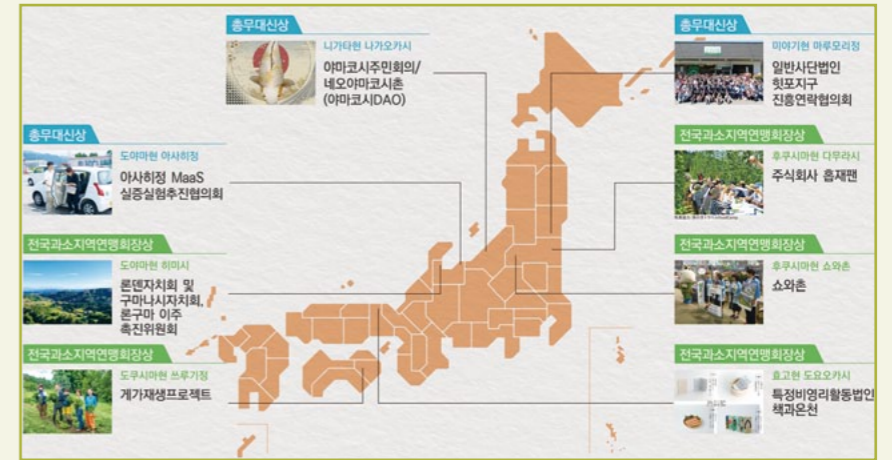 총무대신상
니가타현 나가오카시
야마코시주민회의/
네오야마코시촌
(야마코시DAO)
총무대신상
도야마현 아사히정
아사히정 MaaS
실증실험추진협의회
전국과소지역연맹회장상
도야마현 히미시
론덴자치회 및
구마나시자치회,
론구마 이주
촉진위원회
전국과소지역연맹회장상
도쿠시마현 쓰루기정
게가재생프로젝트
총무대신상
미야기현 마루모리정
일반사단법인
힛포지구
진흥연락협의회
전국과소지역연맹회장상
후쿠시마현 다무라시
주식회사 홉재팬
전국과소지역연맹회장상
후쿠시마현 쇼와촌
쇼와촌
전국과소지역연맹회장상
효고현 도요오카시
특정비영리활동법인
책과온천